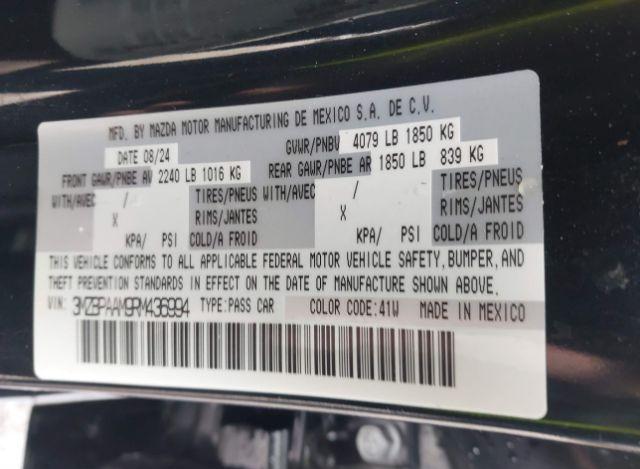 MFD. BY MAZDA MOTOR MANUFACTURING DE MEXICO S.A. DE C.V.
DATE 08/24 GVWR/PNBV 4079 LB 1850 KG
FRONT GAWR/PNBE AV 2240 LB 1016 KG REAR GAWR/PNBE AR 1850 LB 839 KG
WITH/AVEC / TIRES/PNEUS WITH/AVEC / TIRES/PNEUS
X RIMS/JANTES X RIMS/JANTES
KPA/ PSI COLD/A FROID KPA/ PSI COLD/A FROID
THIS VEHICLE CONFORMS TO ALL APPLICABLE FEDERAL MOTOR VEHICLE SAFETY, BUMPER, AND
THEFT PREVENTION STANDARDS IN EFFECT ON THE DATE OF MANUFACTURE SHOWN ABOVE.
VIN: 3MZBPAAM9RM436994 TYPE:PASS CAR COLOR CODE:41W MADE IN MEXICO